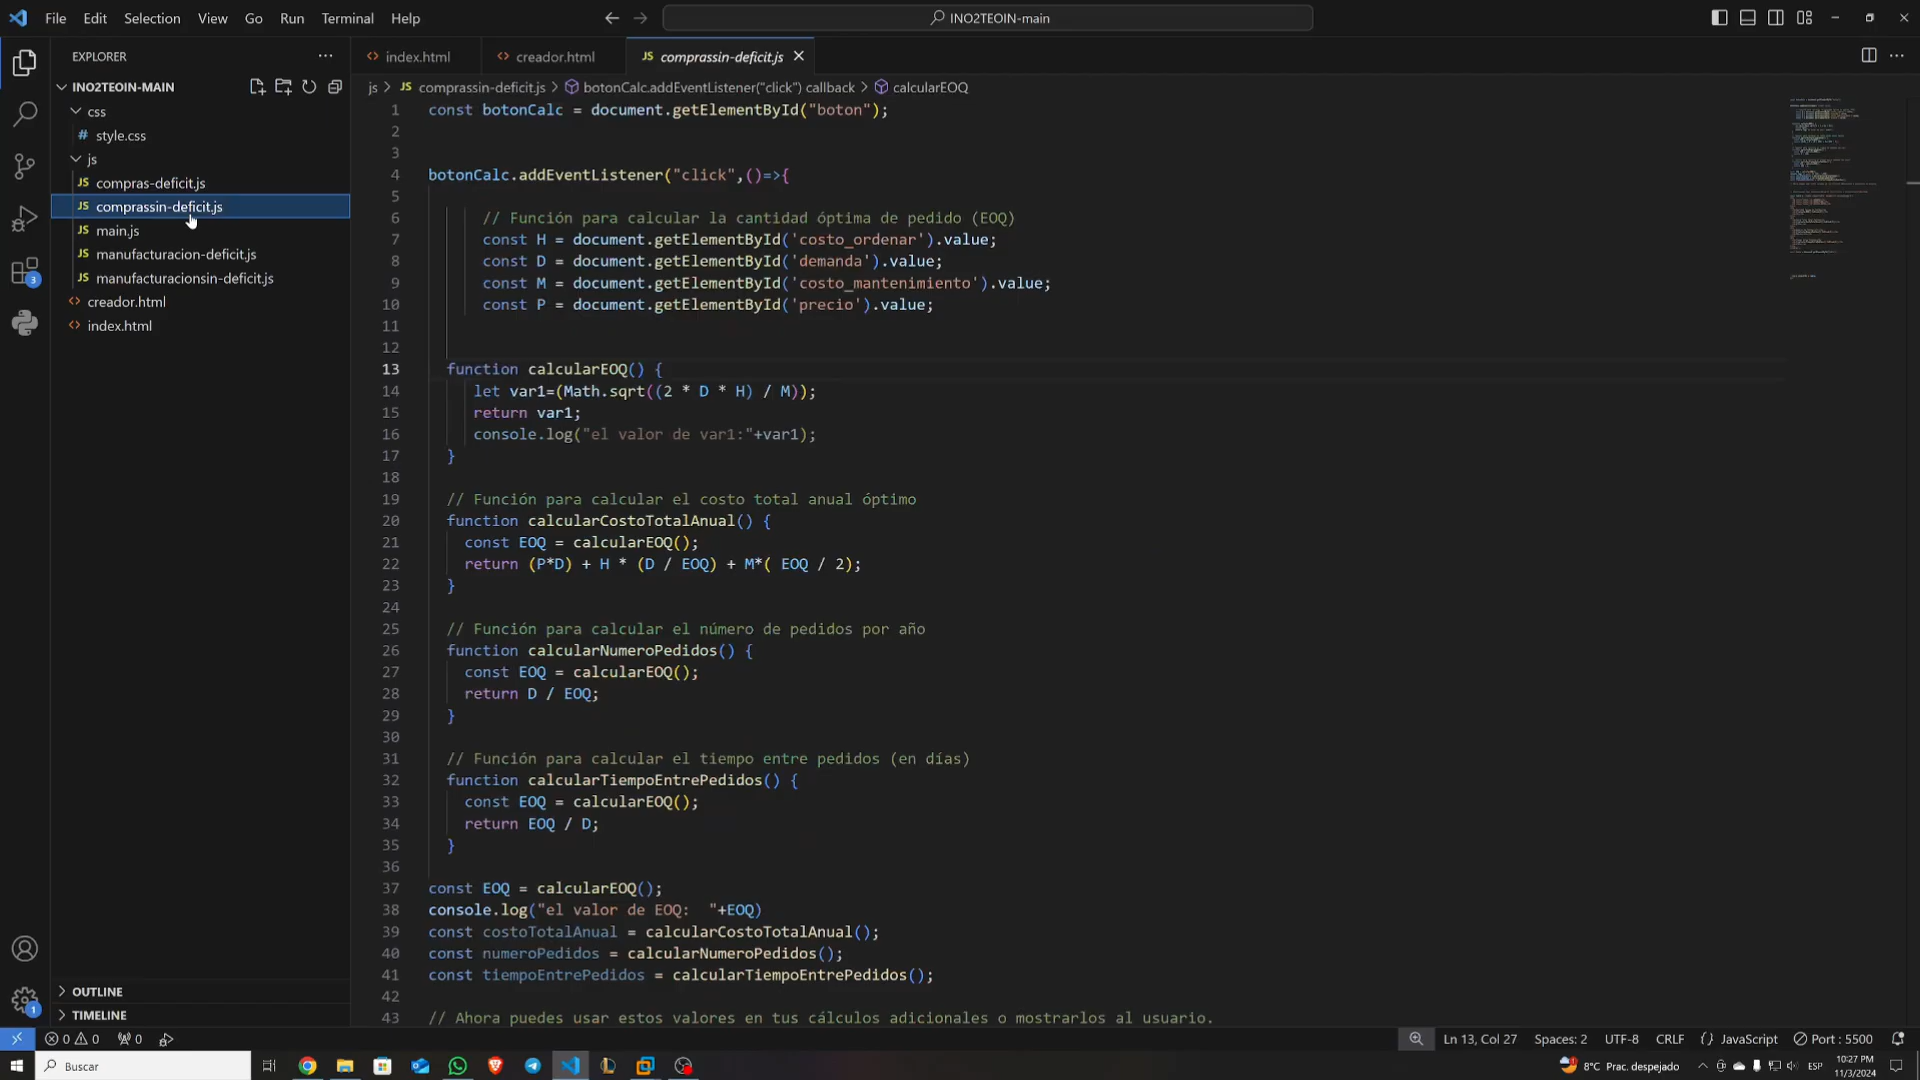 File Edit Selection View Go Run Terminal Help
INO2TEOIN-main
EXPLORER
INO2TEOIN-MAIN
css
# style.css
js
JS compras-deficit.js
JS comprassin-deficit.js
JS main.js
JS manufacturacion-deficit.js
JS manufacturacionsin-deficit.js
<> creador.html
<> index.html
3
OUTLINE
TIMELINE
1
<> index.html
<> creador.html
JS comprassin-deficit.js
js > JS comprassin-deficit.js > botonCalc.addEventListener("click") callback > calcularEOQ
1 const botonCalc = document.getElementById("boton");
2
3
4 botonCalc.addEventListener("click",()=>{
5
6 // Función para calcular la cantidad óptima de pedido (EOQ)
7 const H = document.getElementById('costo_ordenar').value;
8 const D = document.getElementById('demanda').value;
9 const M = document.getElementById('costo_mantenimiento').value;
10 const P = document.getElementById('precio').value;
11
12
13 function calcularEOQ() {
14 let var1=(Math.sqrt((2 * D * H) / M));
15 return var1;
16 console.log("el valor de var1:"+var1);
17 }
18
19 // Función para calcular el costo total anual óptimo
20 function calcularCostoTotalAnual() {
21 const EOQ = calcularEOQ();
22 return (P*D) + H * (D / EOQ) + M*( EOQ / 2);
23 }
24
25 // Función para calcular el número de pedidos por año
26 function calcularNumeroPedidos() {
27 const EOQ = calcularEOQ();
28 return D / EOQ;
29 }
30
31 // Función para calcular el tiempo entre pedidos (en días)
32 function calcularTiempoEntrePedidos() {
33 const EOQ = calcularEOQ();
34 return EOQ / D;
35 }
36
37 const EOQ = calcularEOQ();
38 console.log("el valor de EOQ:  "+EOQ)
39 const costoTotalAnual = calcularCostoTotalAnual();
40 const numeroPedidos = calcularNumeroPedidos();
41 const tiempoEntrePedidos = calcularTiempoEntrePedidos();
42
43 // Ahora puedes usar estos valores en tus cálculos adicionales o mostrarlos al usuario.
0 0 0
Ln 13, Col 27 Spaces: 2 UTF-8 CRLF {} JavaScript Port : 5500
Buscar
8°C Prac. despejado
ESP
10:27 PM
11/3/2024